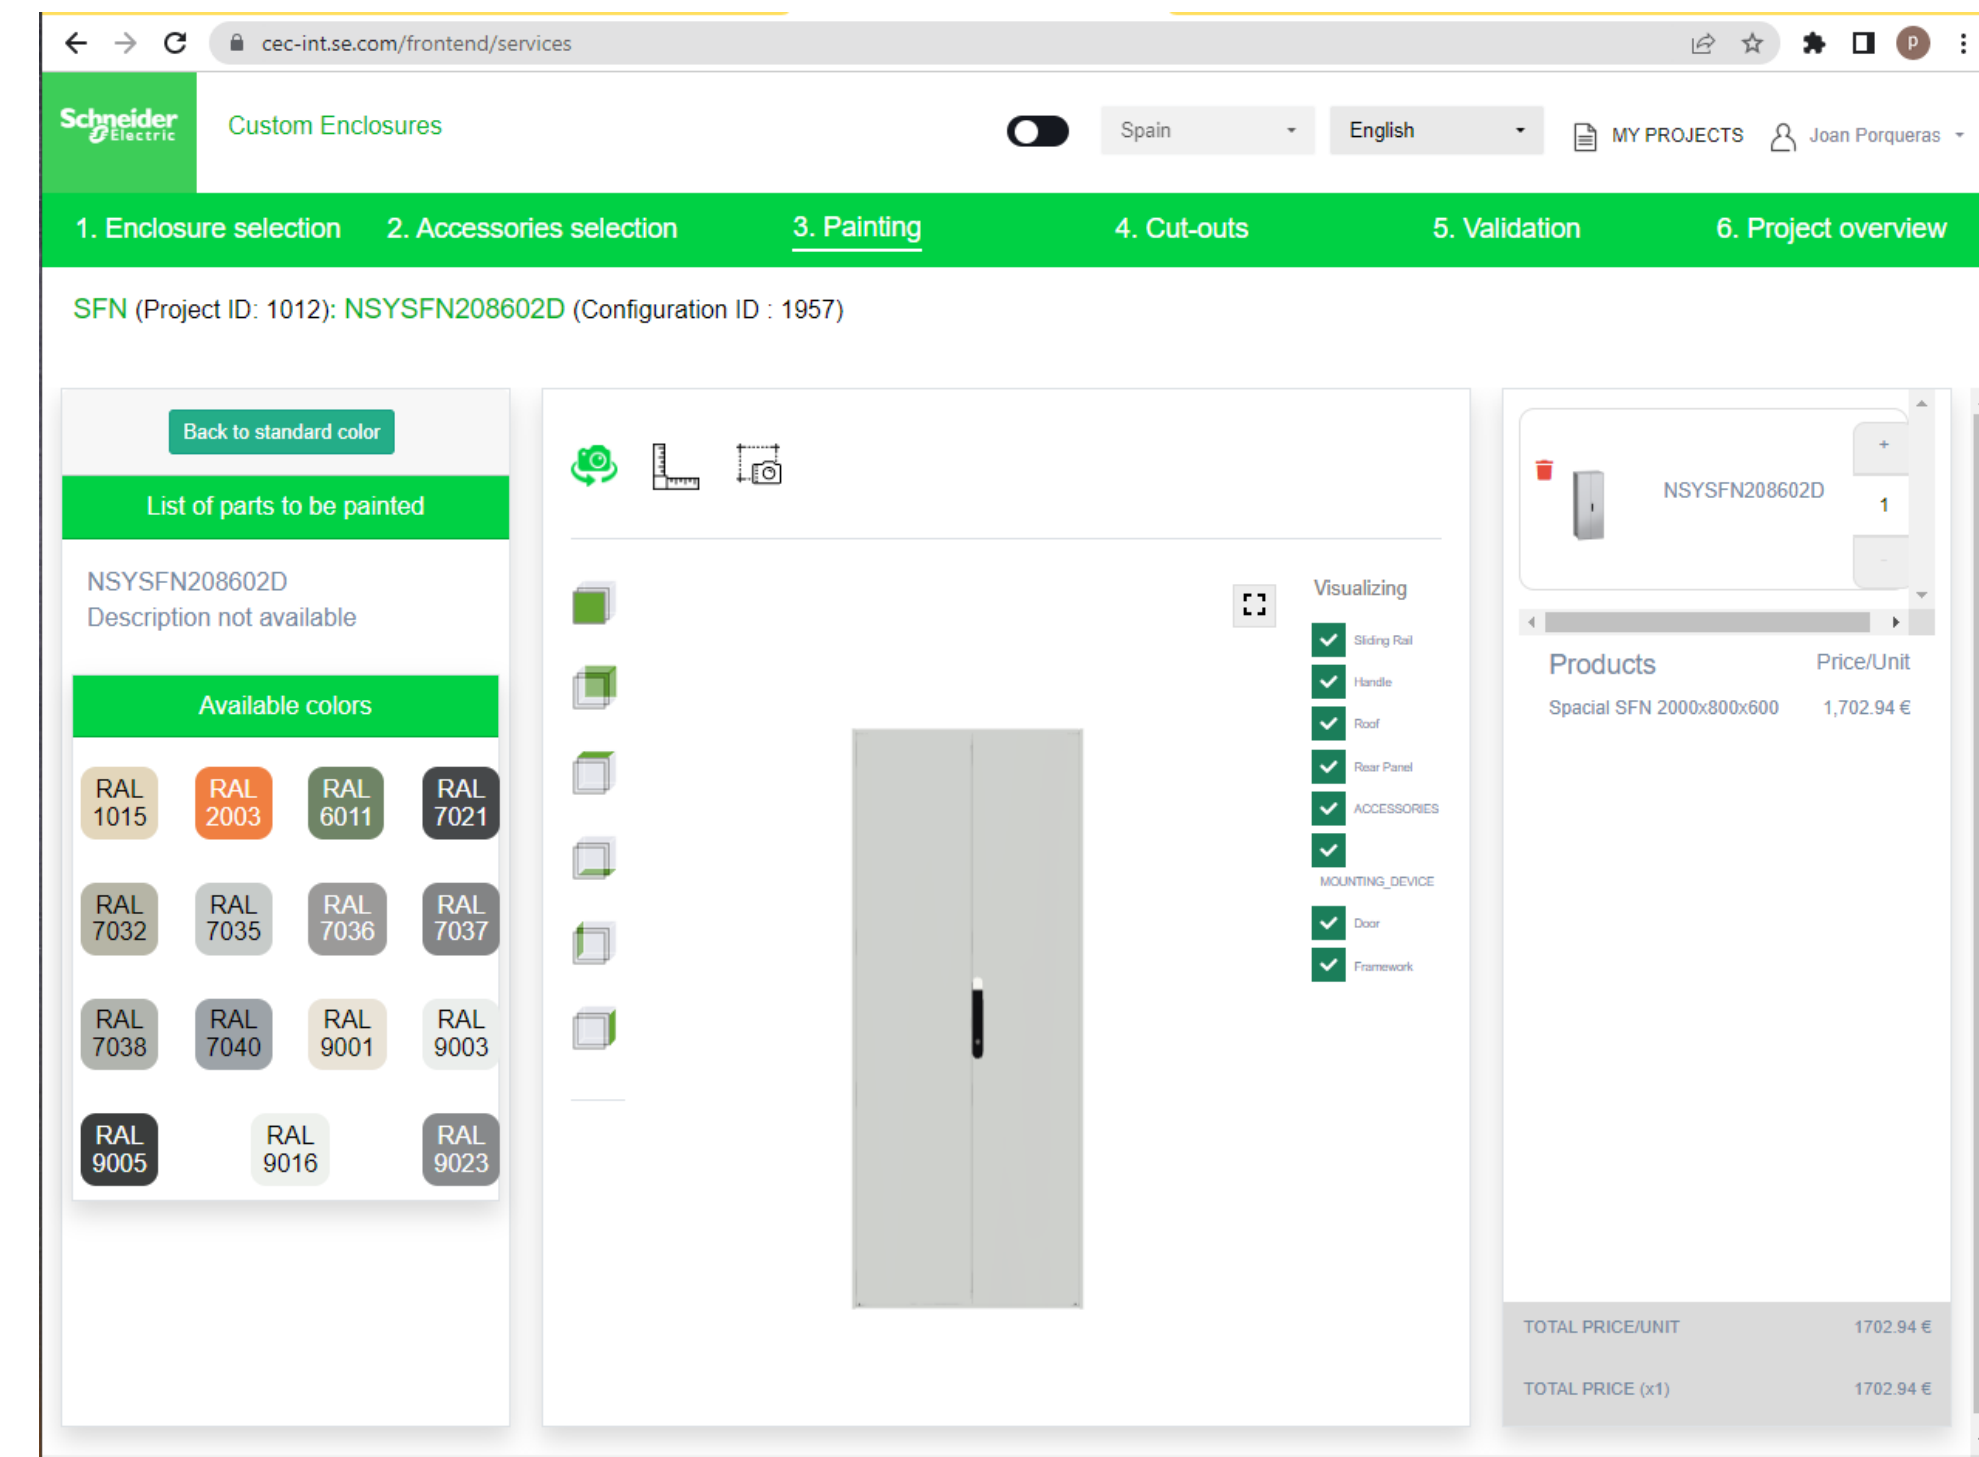 cec-int.se.com/frontend/services
P
Schneider
Electric
Custom Enclosures
Spain
English
MY PROJECTS
Joan Porqueras
1. Enclosure selection
2. Accessories selection
3. Painting
4. Cut-outs
5. Validation
6. Project overview
SFN (Project ID: 1012): NSYSFN208602D (Configuration ID : 1957)
Back to standard color
List of parts to be painted
NSYSFN208602D
Description not available
Available colors
RAL
1015
RAL
2003
RAL
6011
RAL
7021
RAL
7032
RAL
7035
RAL
7036
RAL
7037
RAL
7038
RAL
7040
RAL
9001
RAL
9003
RAL
9005
RAL
9016
RAL
9023
Visualizing
Sliding Rail
Handle
Roof
Rear Panel
ACCESSORIES
MOUNTING_DEVICE
Door
Framework
NSYSFN208602D
+
1
-
Products
Price/Unit
Spacial SFN 2000x800x600
1,702.94 €
TOTAL PRICE/UNIT
1702.94 €
TOTAL PRICE (x1)
1702.94 €